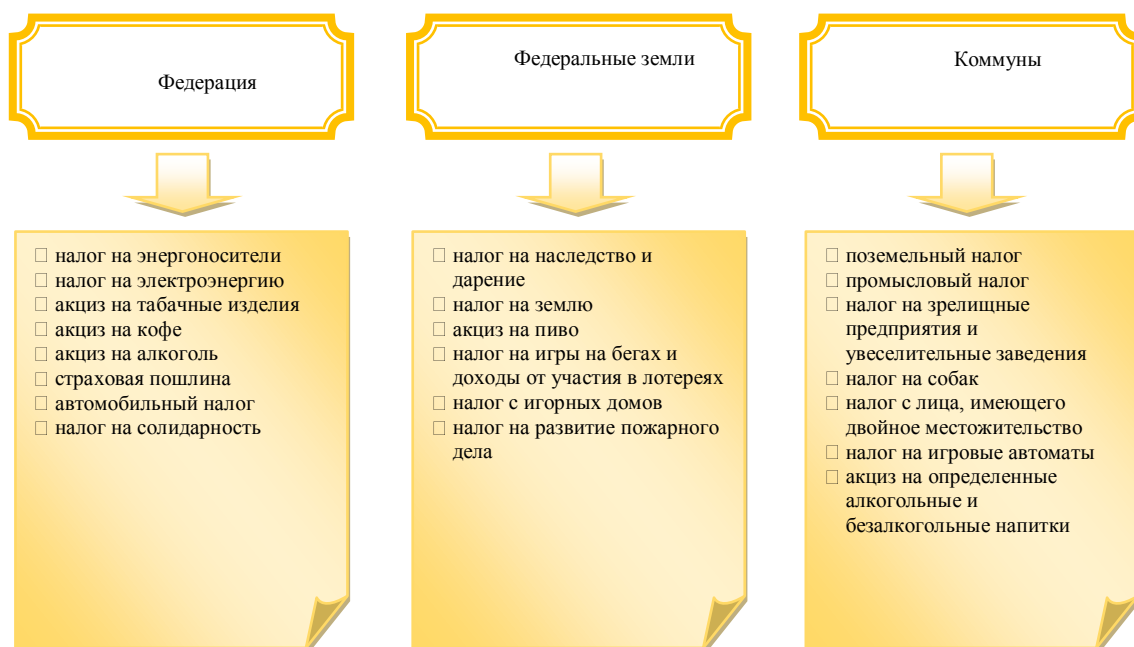 Федерация
налог на энергоносители
налог на электроэнергию
акциз на табачные изделия
акциз на кофе
акциз на алкоголь
страховая пошлина
автомобильный налог
налог на солидарность
Федеральные земли
налог на наследство и
дарение
налог на землю
акциз на пиво
налог на игры на бегах и
доходы от участия в лотереях
налог с игорных домов
налог на развитие пожарного
дела
Коммуны
поземельный налог
промысловый налог
налог на зрелищные
предприятия и
увеселительные заведения
налог на собак
налог с лица, имеющего
двойное местожительство
налог на игровые автоматы
акциз на определенные
алкогольные и
безалкогольные напитки